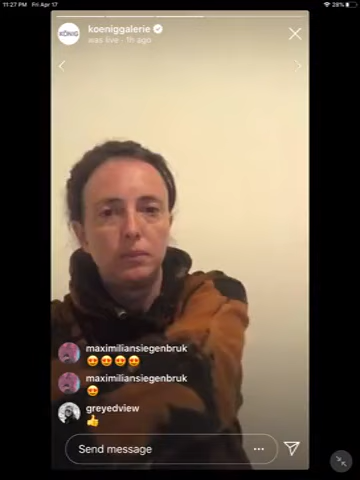 11:27 PM Fri Apr 17
28%
KÖNIG
koeniggalerie
was live • 1h ago
maximiliansiegenbruk
😍😍😍😍
maximiliansiegenbruk
😍
greyedview
👍
Send message